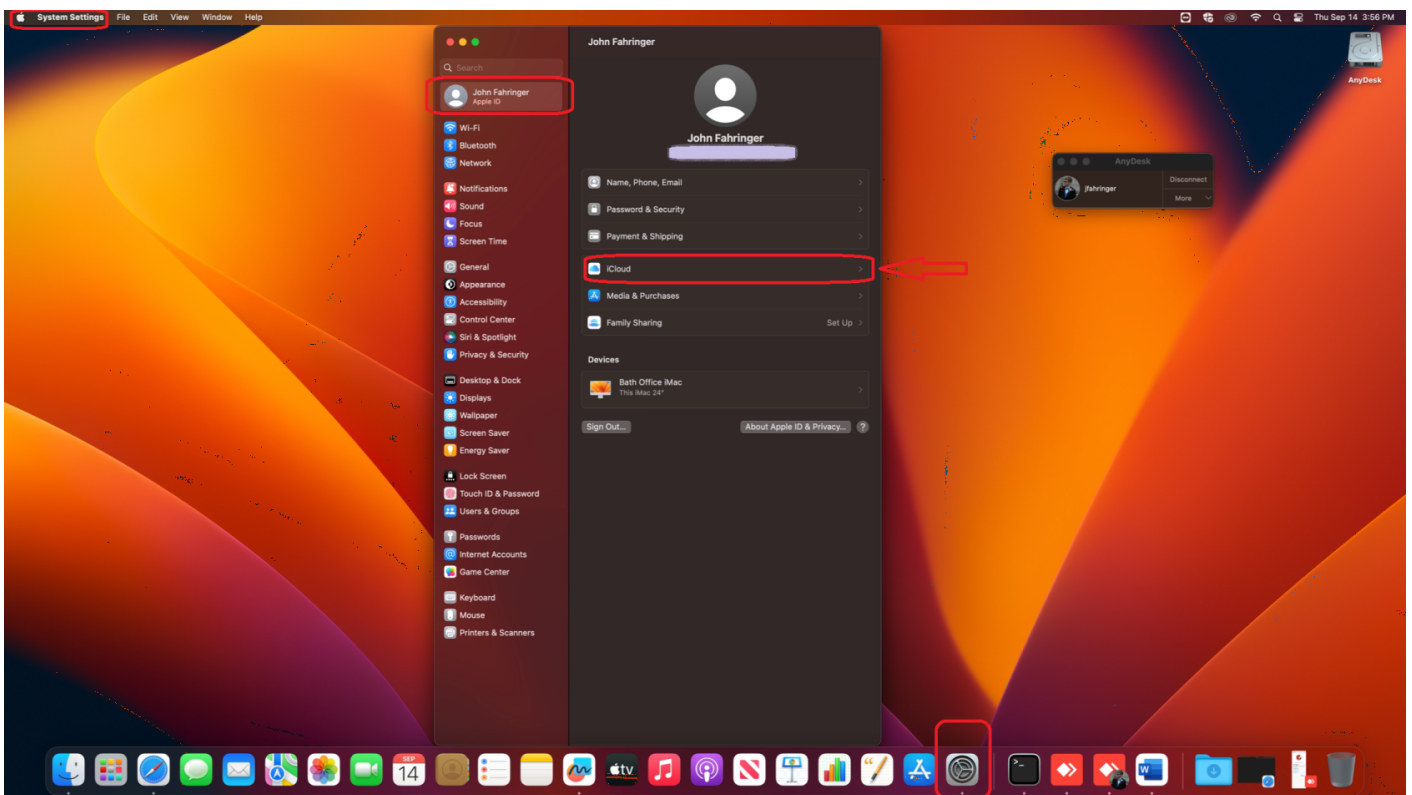 System Settings File Edit View Window Help
Thu Sep 14 3:56 PM
Search
John Fahringer
Apple ID
Wi-Fi
Bluetooth
Network
Notifications
Sound
Focus
Screen Time
General
Appearance
Accessibility
Control Center
Siri & Spotlight
Privacy & Security
Desktop & Dock
Displays
Wallpaper
Screen Saver
Energy Saver
Lock Screen
Touch ID & Password
Users & Groups
Passwords
Internet Accounts
Game Center
Keyboard
Mouse
Printers & Scanners
John Fahringer
John Fahringer
Name, Phone, Email
Password & Security
Payment & Shipping
iCloud
Media & Purchases
Family Sharing Set Up
Devices
Bath Office iMac
This iMac 24"
Sign Out... About Apple ID & Privacy... ?
AnyDesk
AnyDesk
jfahringer
Disconnect
More
SEP
14
tv
W